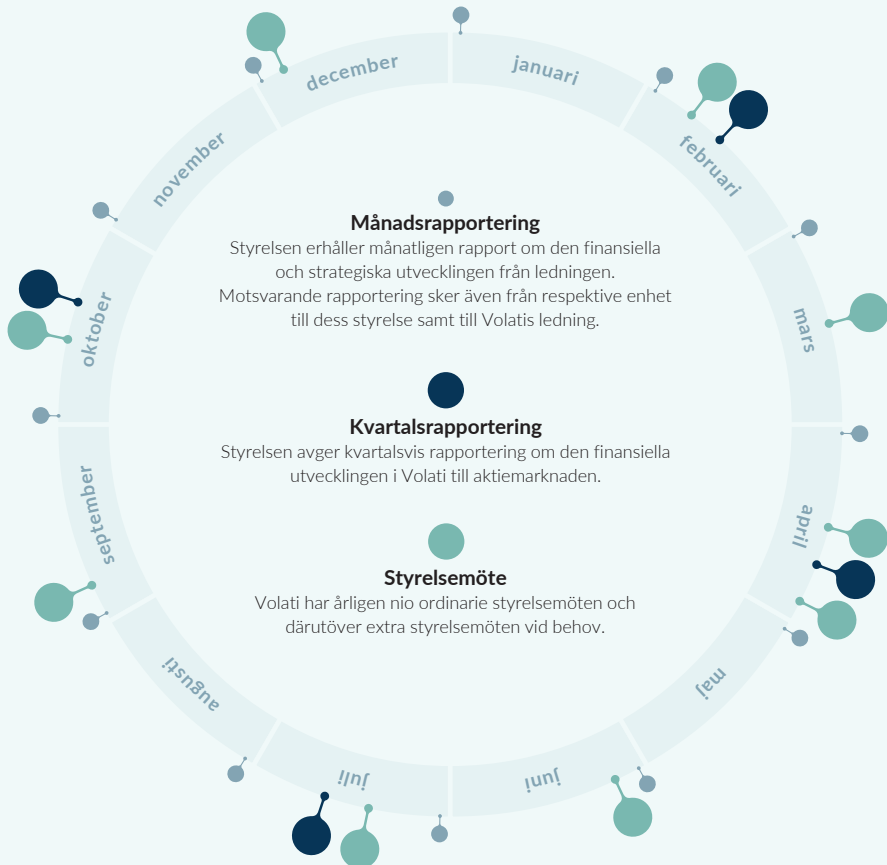 januari
februari
mars
april
maj
juni
juli
augusti
september
oktober
november
december
Månadsrapportering
Styrelsen erhåller månatligen rapport om den finansiella
och strategiska utvecklingen från ledningen.
Motsvarande rapportering sker även från respektive enhet
till dess styrelse samt till Volatis ledning.
Kvartalsrapportering
Styrelsen avger kvartalsvis rapportering om den finansiella
utvecklingen i Volati till aktiemarknaden.
Styrelsemöte
Volati har årligen nio ordinarie styrelsemöten och
därutöver extra styrelsemöten vid behov.